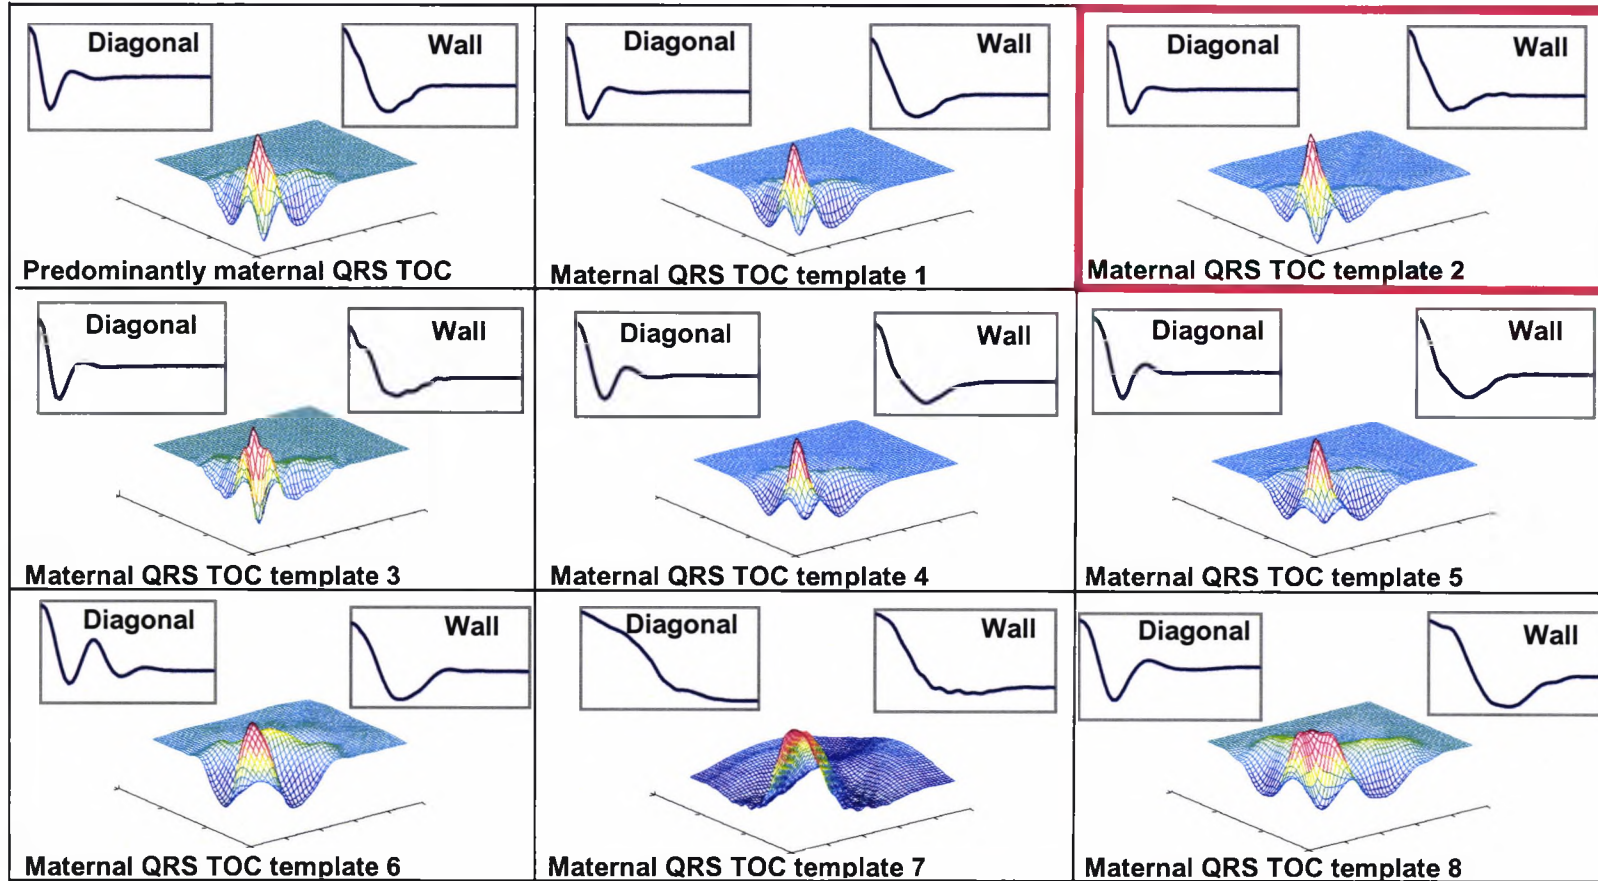 Diagonal
Wall
Predominantly maternal QRS TOC
Diagonal
Wall
Maternal QRS TOC template 1
Diagonal
Wall
Maternal QRS TOC template 2
Diagonal
Wall
Maternal QRS TOC template 3
Diagonal
Wall
Maternal QRS TOC template 4
Diagonal
Wall
Maternal QRS TOC template 5
Diagonal
Wall
Maternal QRS TOC template 6
Diagonal
Wall
Maternal QRS TOC template 7
Diagonal
Wall
Maternal QRS TOC template 8